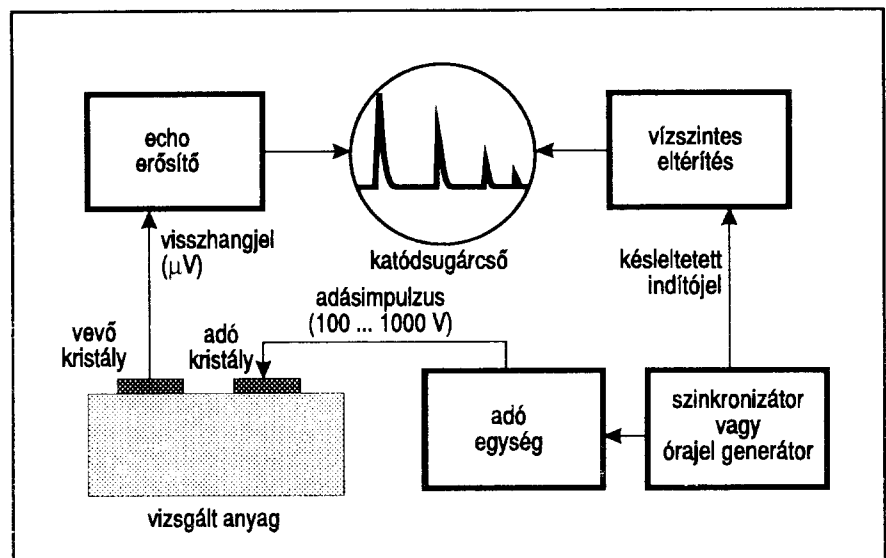 echo
erősítő
vízszintes
eltérítés
katódsugárcső
visszhangjel
(μV)
késleltetett
indítójel
adásimpulzus
(100 ... 1000 V)
vevő
kristály
adó
kristály
adó
egység
szinkronizátor
vagy
órajel generátor
vizsgált anyag